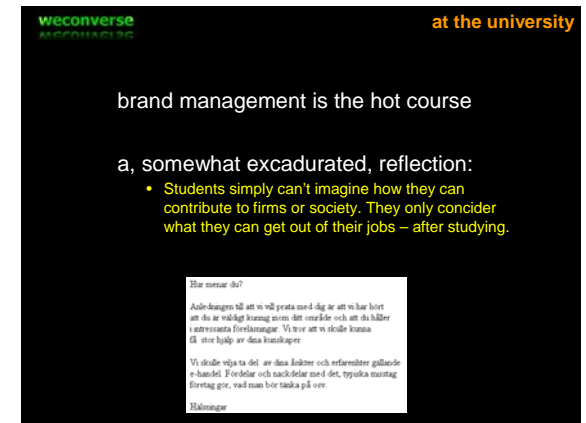 weconverse
at the university
brand management is the hot course
a, somewhat excadurated, reflection:
• Students simply can't imagine how they can
contribute to firms or society. They only concider
what they can get out of their jobs – after studying.
Hur menar du?
Anledningen till att vi vill prata med dig är att vi har hört
att du är väldigt kunnig inom ditt område och att du håller
i intressanta föreläsningar. Vi tror att vi skulle kunna
få stor hjälp av dina kunskaper.
Vi skulle vilja ta del av dina åsikter och erfarenheter gällande
e-handel. Fördelar och nackdelar med det, typiska misstag
företag gör, vad man bör tänka på osv.
Hälsningar